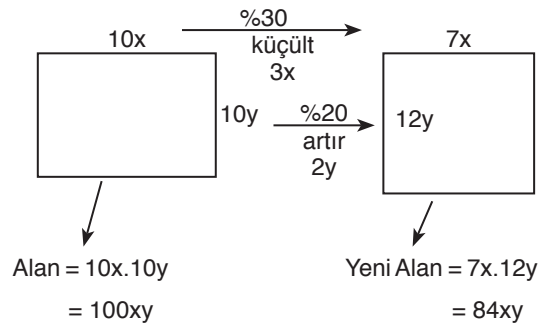 %30
10x küçült 7x
3x
10y %20 12y
artır
2y
Alan = 10x.10y
= 100xy
Yeni Alan = 7x.12y
= 84xy